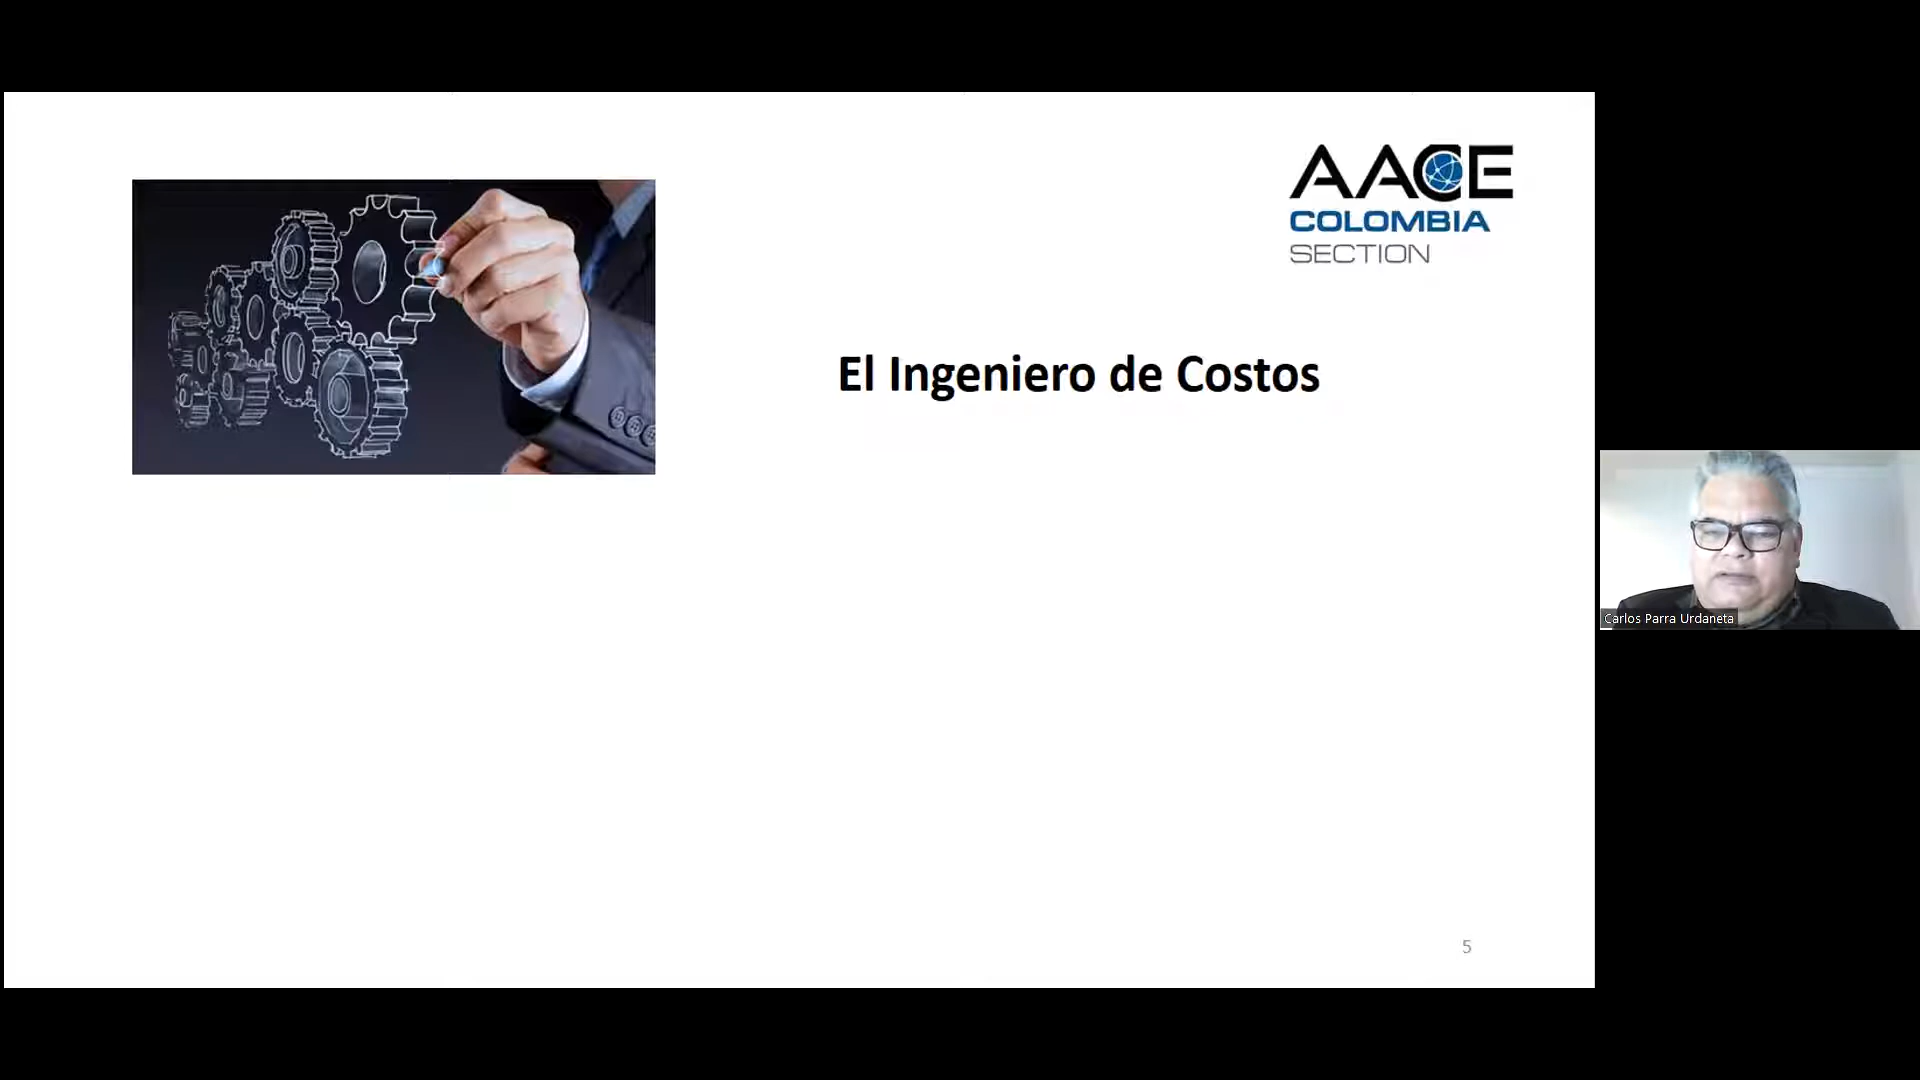 AACE
COLOMBIA
SECTION
El Ingeniero de Costos
Carlos Parra Urdaneta
5